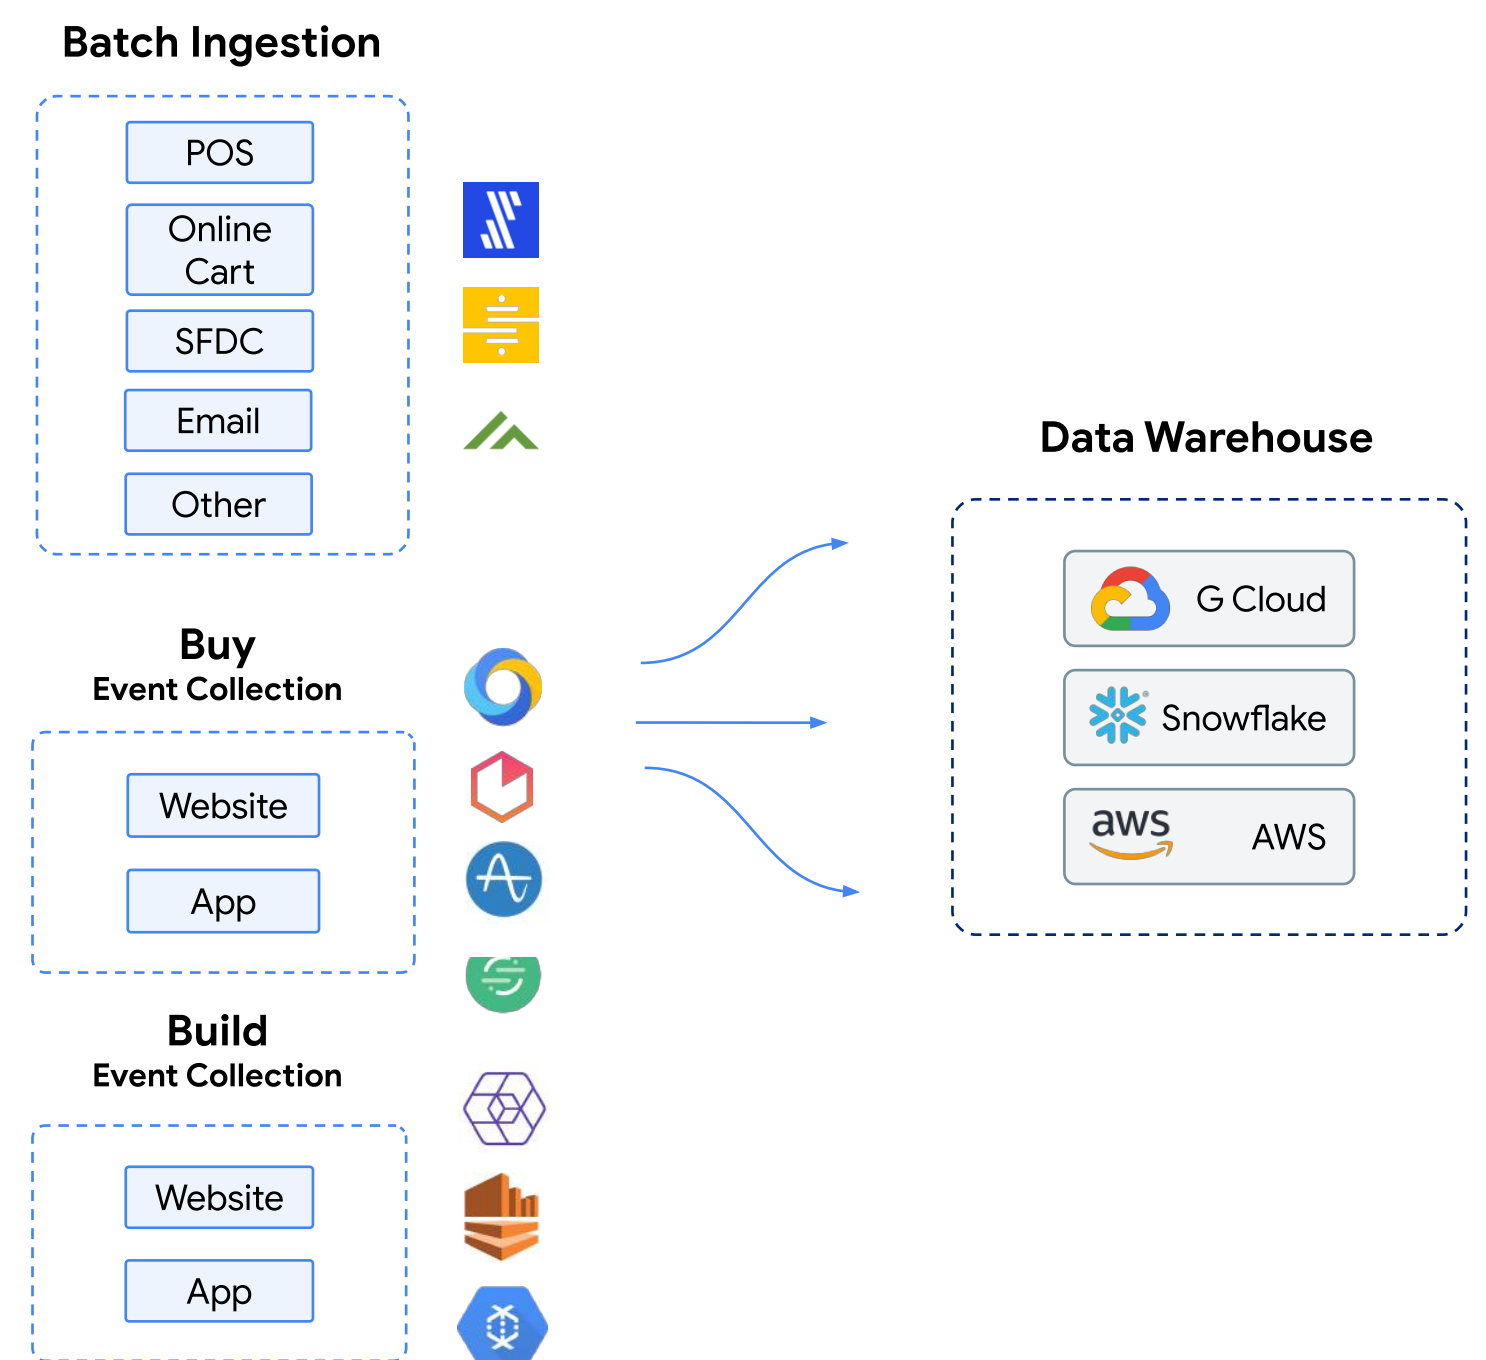 Batch Ingestion
POS
Online
Cart
SFDC
Email
Other
Buy
Event Collection
Website
App
Build
Event Collection
Website
App
Data Warehouse
G Cloud
Snowflake
aws
AWS